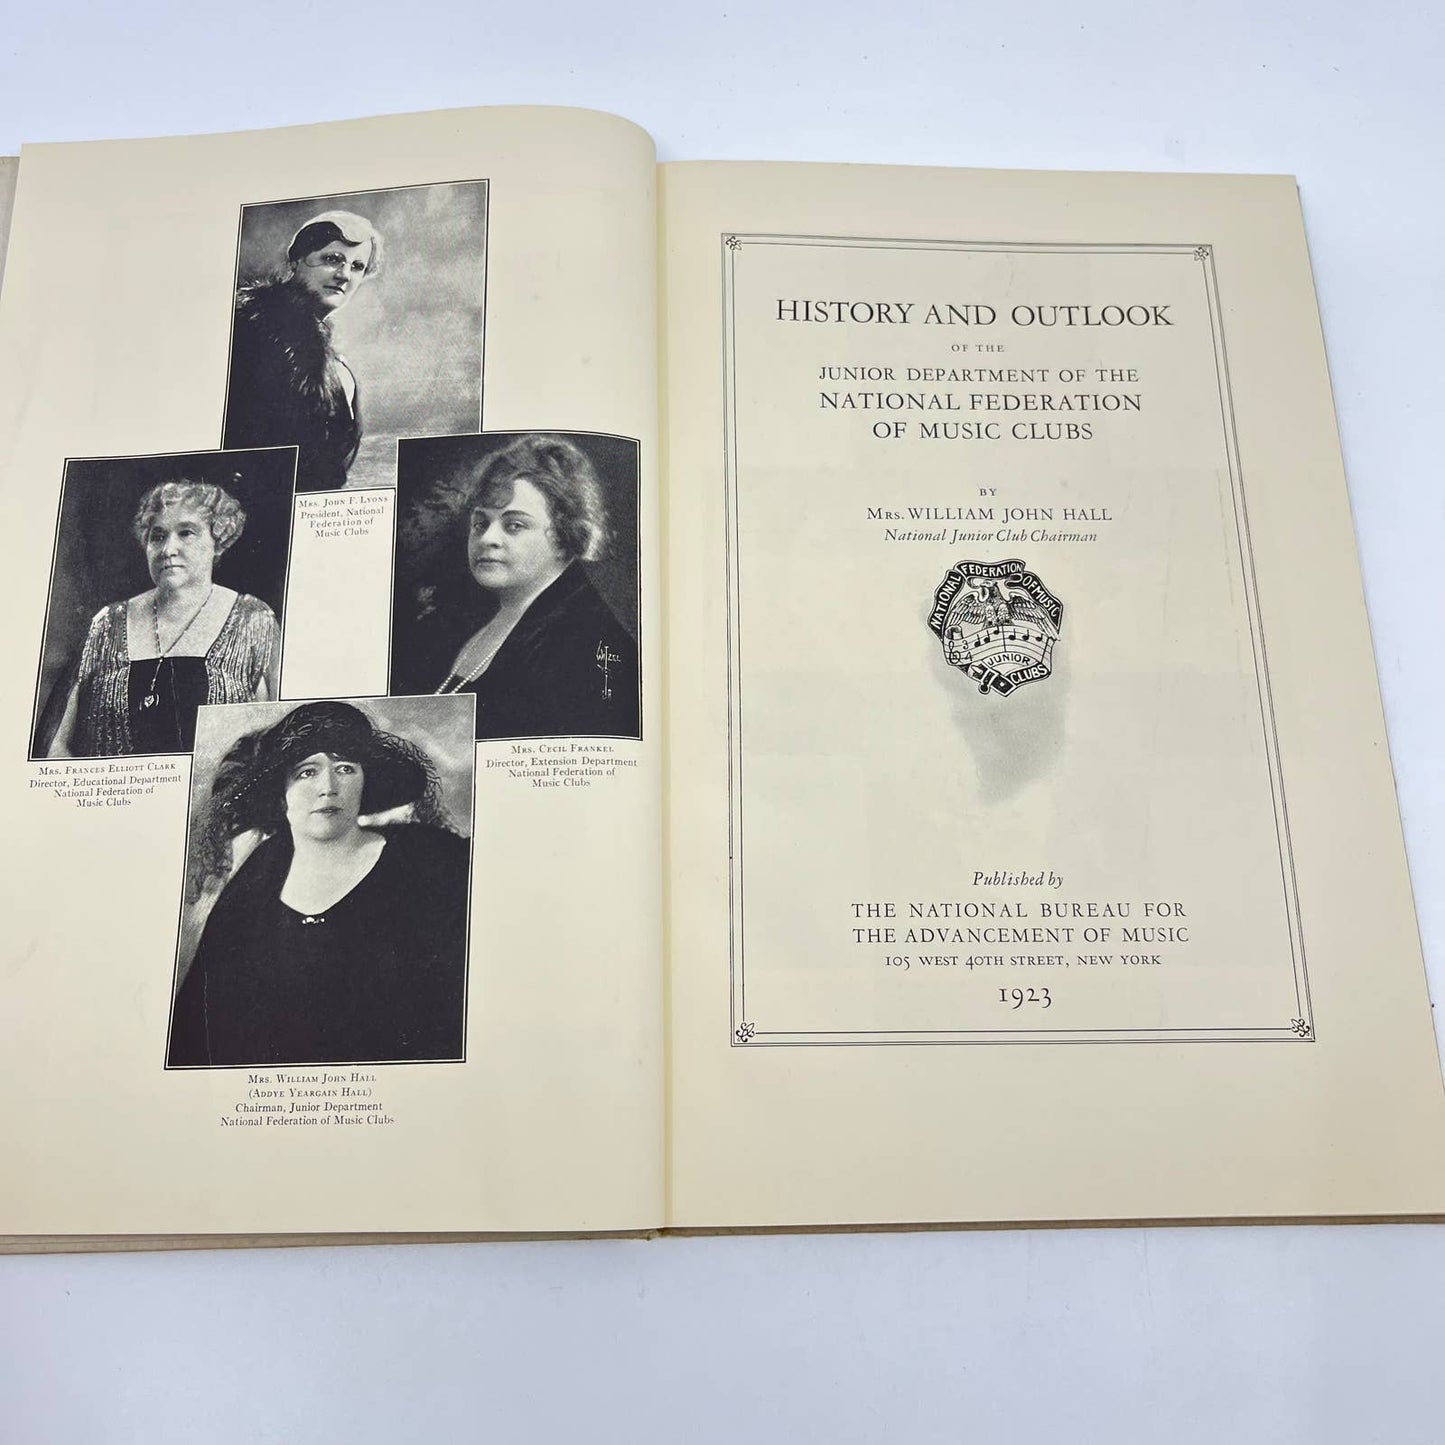 Mrs. John F. Lyons
President, National
Federation of
Music Clubs
Mrs. Frances Elliott Clark
Director, Educational Department
National Federation of
Music Clubs
WITZEL
LA
Mrs. Cecil Frankel
Director, Extension Department
National Federation of
Music Clubs
Mrs. William John Hall
(Addye Yeargain Hall)
Chairman, Junior Department
National Federation of Music Clubs
HISTORY AND OUTLOOK
OF THE
JUNIOR DEPARTMENT OF THE
NATIONAL FEDERATION
OF MUSIC CLUBS
BY
Mrs. WILLIAM JOHN HALL
National Junior Club Chairman
NATIONAL FEDERATION OF MUSIC
3
4
JUNIOR
CLUBS
Published by
THE NATIONAL BUREAU FOR
THE ADVANCEMENT OF MUSIC
105 WEST 40TH STREET, NEW YORK
1923